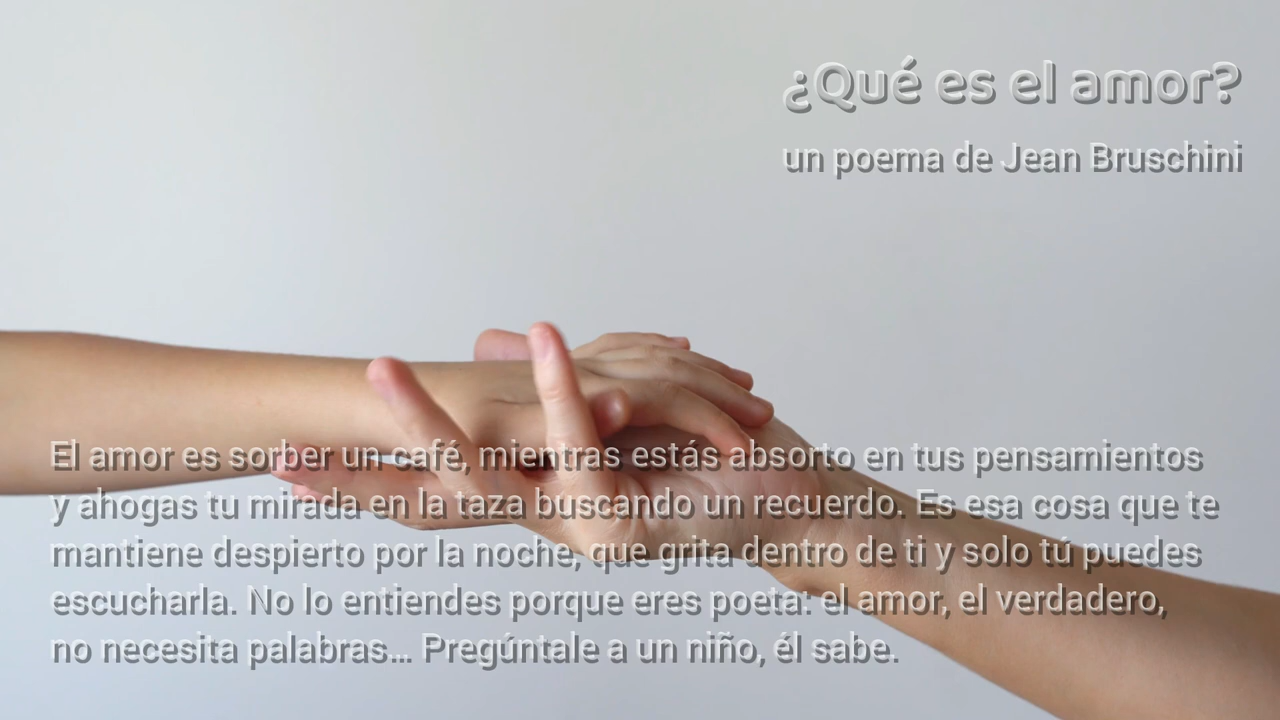 ¿Qué es el amor?
un poema de Jean Bruschini
El amor es sorber un café, mientras estás absorto en tus pensamientos
y ahogas tu mirada en la taza buscando un recuerdo. Es esa cosa que te
mantiene despierto por la noche, que grita dentro de ti y solo tú puedes
escucharla. No lo entiendes porque eres poeta: el amor, el verdadero,
no necesita palabras... Pregúntale a un niño, él sabe.